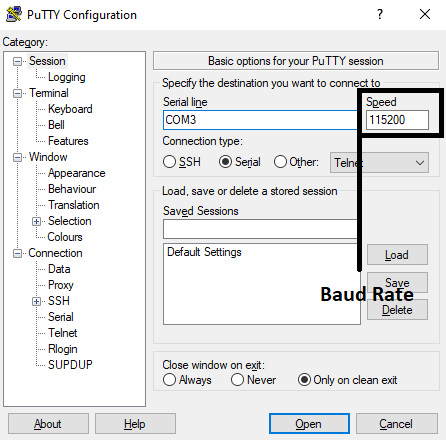 PuTTY Configuration
Category:
Session
Logging
Terminal
Keyboard
Bell
Features
Window
Appearance
Behaviour
Translation
Selection
Colours
Connection
Data
Proxy
SSH
Serial
Telnet
Rlogin
SUPDUP
Basic options for your PuTTY session
Specify the destination you want to connect to
Serial line
Speed
COM3
115200
Connection type:
SSH
Serial
Other:
Telnet
Load, save or delete a stored session
Saved Sessions
Default Settings
Load
Save
Delete
Baud Rate
Close window on exit:
Always
Never
Only on clean exit
About
Help
Open
Cancel